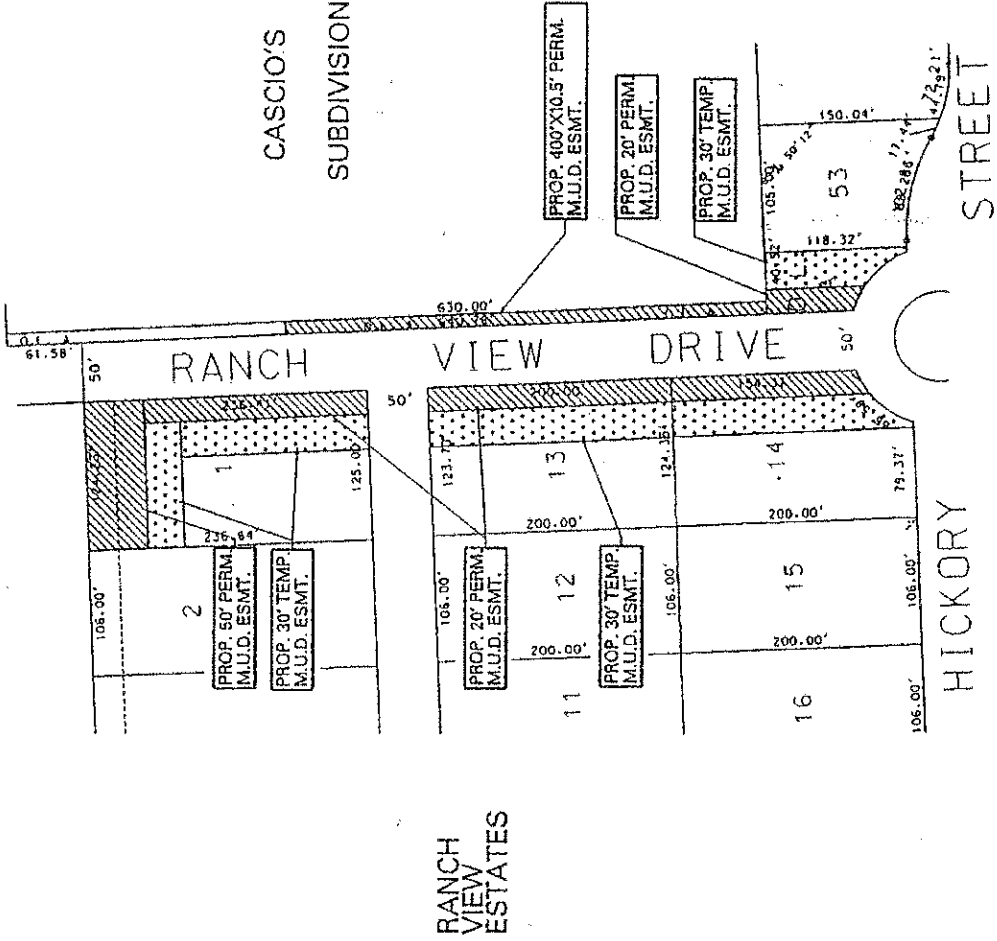 CASCIO'S
SUBDIVISION
PROP. 400'X10.5' PERM.
M.U.D. ESMT.
PROP. 20' PERM.
M.U.D. ESMT.
PROP. 30' TEMP.
M.U.D. ESMT.
61.58'
50'
630.00'
RANCH VIEW DRIVE
50'
50'
105.00'
150.04'
118.32'
53
STREET
1
125.00'
236.84'
106.00'
2
PROP. 50' PERM.
M.U.D. ESMT.
PROP. 30' TEMP.
M.U.D. ESMT.
13
124.36'
200.00'
106.00'
12
106.00'
PROP. 20' PERM.
M.U.D. ESMT.
PROP. 30' TEMP.
M.U.D. ESMT.
200.00'
11
14
79.37'
200.00'
15
106.00'
200.00'
16
106.00'
HICKORY
RANCH
VIEW
ESTATES